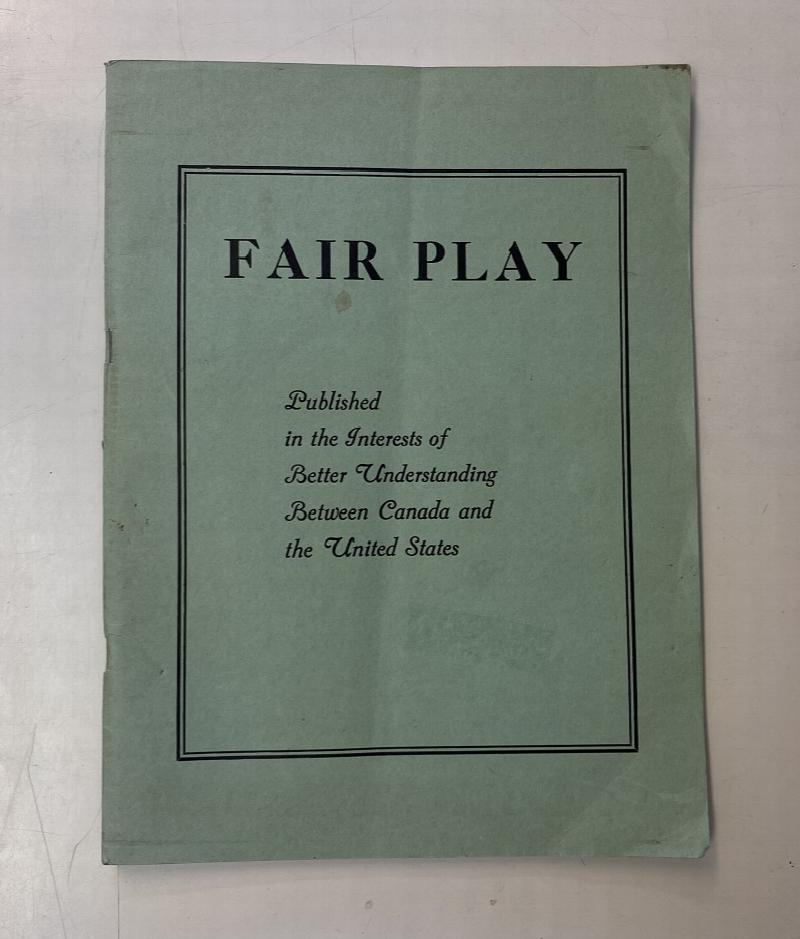 FAIR PLAY
Published
in the Interests of
Better Understanding
Between Canada and
the United States